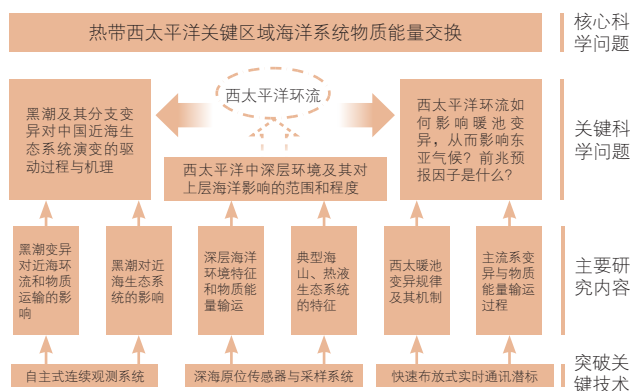 热带西太平洋关键区域海洋系统物质能量交换
核心科
学问题
黑潮及其分支变
异对中国近海生
态系统演变的驱
动过程与机理
西太平洋环流
西太平洋中深层环境及其对
上层海洋影响的范围和程度
西太平洋环流如
何影响暖池变
异，从而影响东
亚气候？前兆预
报因子是什么？
关键科
学问题
黑潮变异
对近海环
流和物质
运输的影
响
黑潮对近
海生态系
统的影响
深层海洋
环境特征
和物质能
量输运
典型海
山、热液
生态系统
的特征
西太暖池
变异规律
及其机制
主流系变
异与物质
能量输运
过程
主要研
究内容
自主式连续观测系统
深海原位传感器与采样系统
快速布放式实时通讯潜标
突破关
键技术